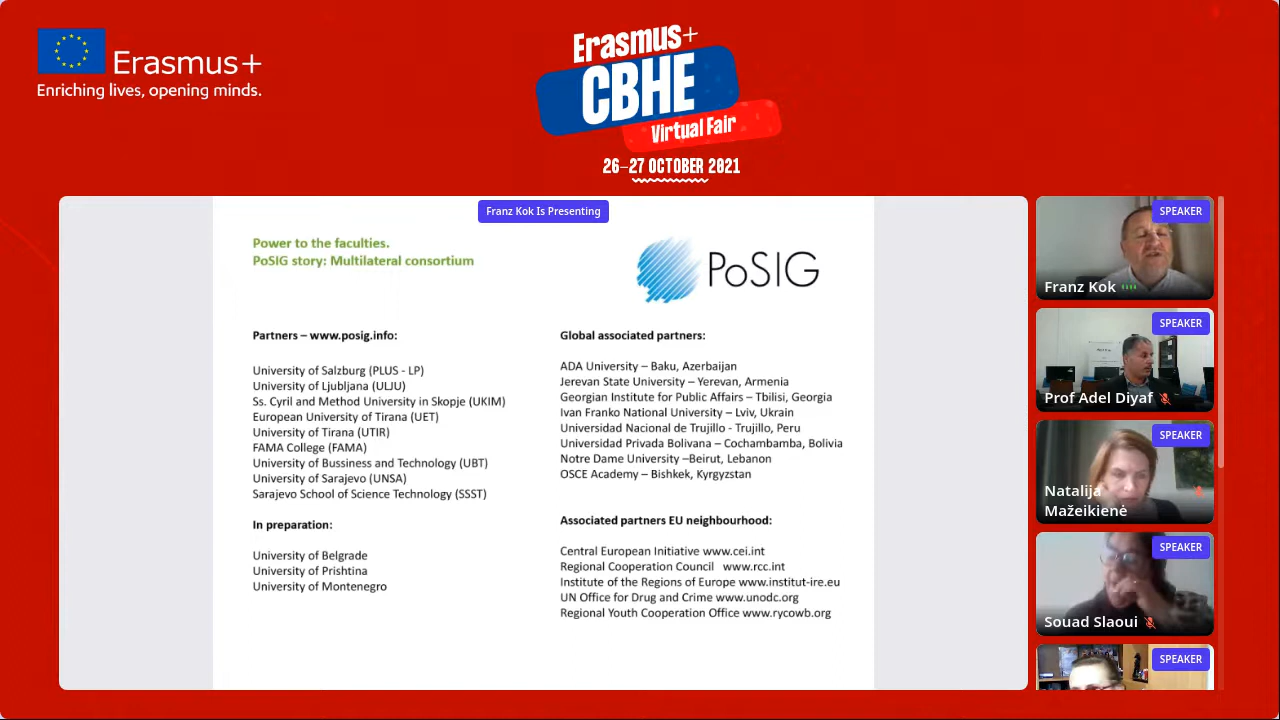 Erasmus+
Enriching lives, opening minds.
Erasmus+
CBHE
Virtual Fair
26–27 OCTOBER 2021
Franz Kok Is Presenting
Power to the faculties.
PoSIG story: Multilateral consortium
PoSIG
Partners – www.posig.info:
University of Salzburg (PLUS - LP)
University of Ljubljana (ULJU)
Ss. Cyril and Method University in Skopje (UKIM)
European University of Tirana (UET)
University of Tirana (UTIR)
FAMA College (FAMA)
University of Bussiness and Technology (UBT)
University of Sarajevo (UNSA)
Sarajevo School of Science Technology (SSST)
In preparation:
University of Belgrade
University of Prishtina
University of Montenegro
Global associated partners:
ADA University – Baku, Azerbaijan
Jerevan State University – Yerevan, Armenia
Georgian Institute for Public Affairs – Tbilisi, Georgia
Ivan Franko National University – Lviv, Ukrain
Universidad Nacional de Trujillo - Trujillo, Peru
Universidad Privada Bolivana – Cochambamba, Bolivia
Notre Dame University –Beirut, Lebanon
OSCE Academy – Bishkek, Kyrgyzstan
Associated partners EU neighbourhood:
Central European Initiative www.cei.int
Regional Cooperation Council www.rcc.int
Institute of the Regions of Europe www.institut-ire.eu
UN Office for Drug and Crime www.unodc.org
Regional Youth Cooperation Office www.rycowb.org
SPEAKER
Franz Kok
SPEAKER
Prof Adel Diyaf
SPEAKER
Natalija
Mažeikienė
SPEAKER
Souad Slaoui
SPEAKER